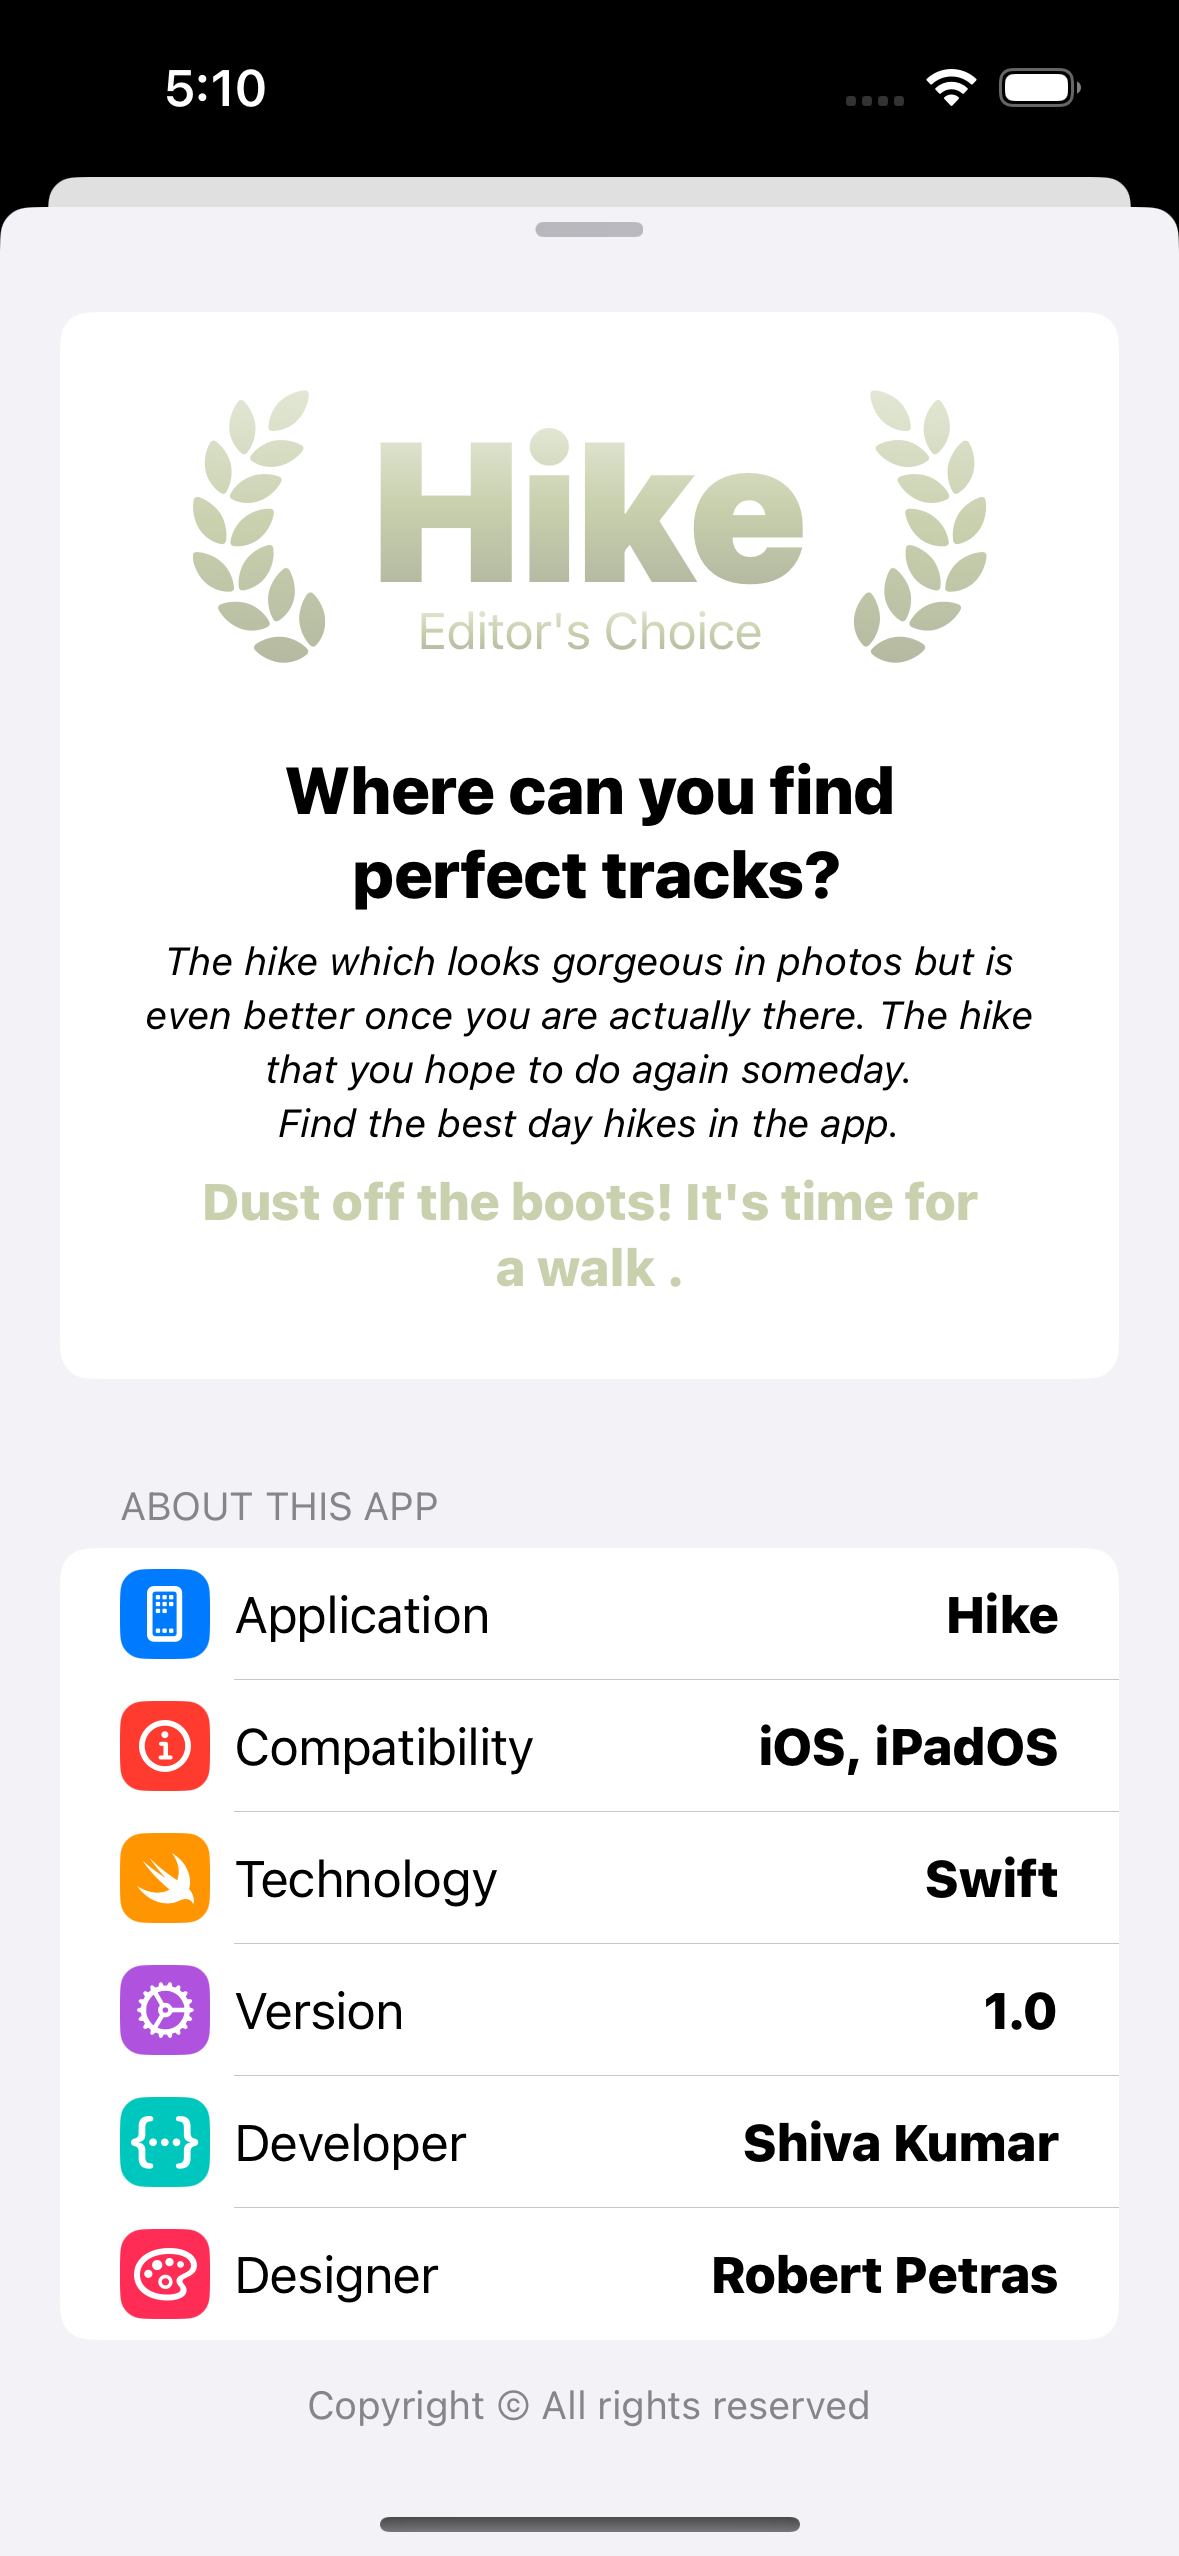 5:10
Hike
Editor's Choice
Where can you find
perfect tracks?
The hike which looks gorgeous in photos but is
even better once you are actually there. The hike
that you hope to do again someday.
Find the best day hikes in the app.
Dust off the boots! It's time for
a walk .
ABOUT THIS APP
Application Hike
Compatibility iOS, iPadOS
Technology Swift
Version 1.0
Developer Shiva Kumar
Designer Robert Petras
Copyright © All rights reserved